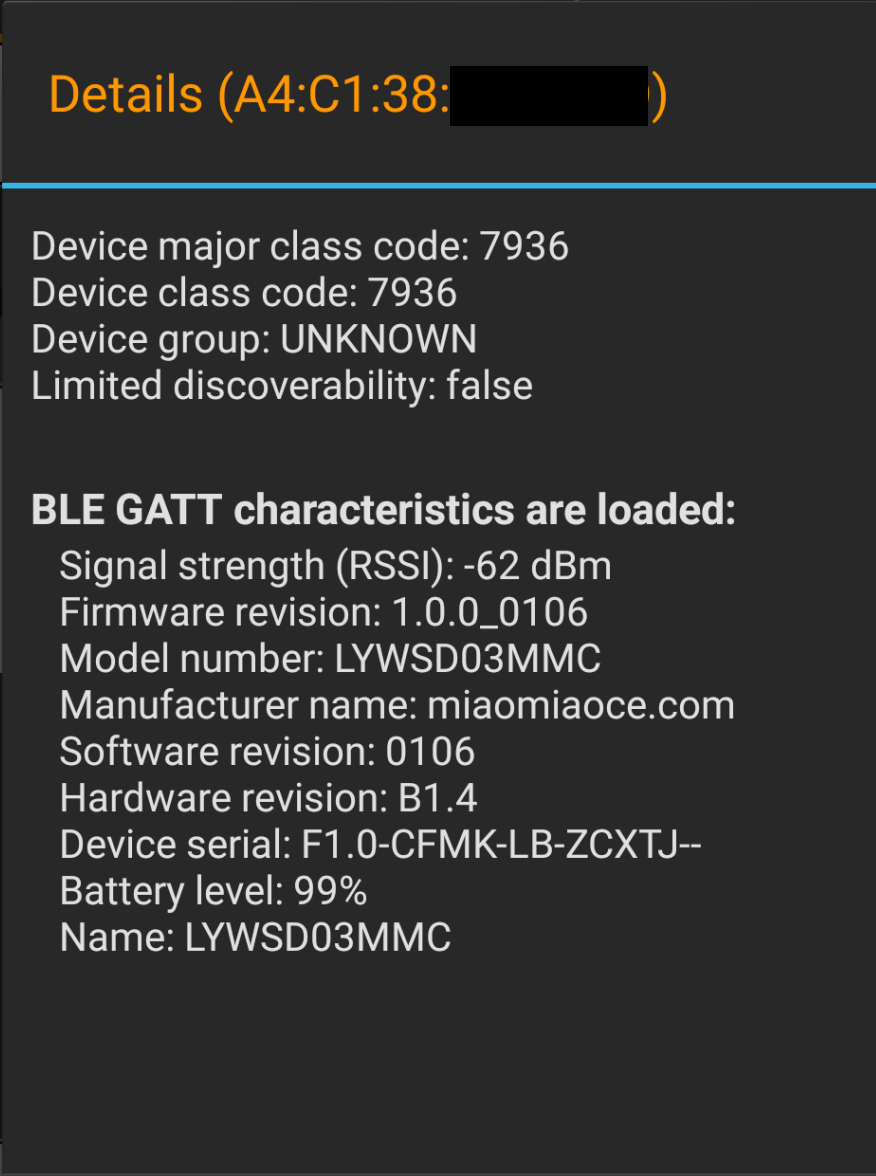 Details (A4:C1:38: )
Device major class code: 7936
Device class code: 7936
Device group: UNKNOWN
Limited discoverability: false
BLE GATT characteristics are loaded:
Signal strength (RSSI): -62 dBm
Firmware revision: 1.0.0_0106
Model number: LYWSD03MMC
Manufacturer name: miaomiaoce.com
Software revision: 0106
Hardware revision: B1.4
Device serial: F1.0-CFMK-LB-ZCXTJ--
Battery level: 99%
Name: LYWSD03MMC